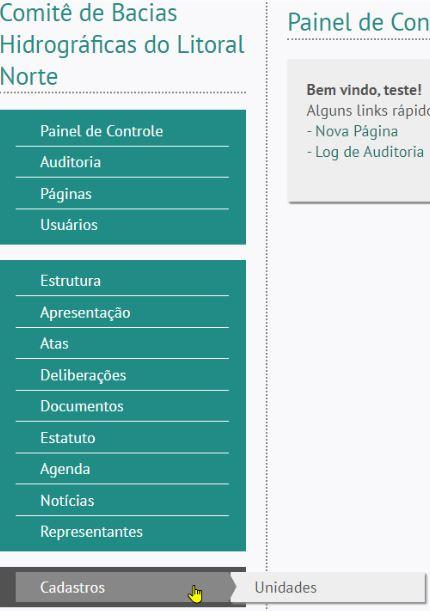 Comitê de Bacias
Hidrográficas do Litoral
Norte
Painel de Controle
Auditoria
Páginas
Usuários
Estrutura
Apresentação
Atas
Deliberações
Documentos
Estatuto
Agenda
Notícias
Representantes
Cadastros
Unidades
Painel de Con
Bem vindo, teste!
Alguns links rápido
- Nova Página
- Log de Auditoria